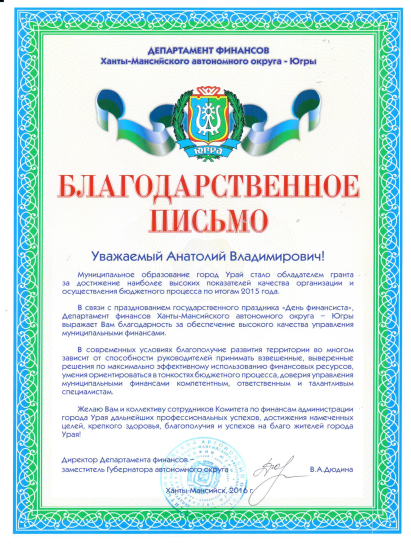 ДЕПАРТАМЕНТ ФИНАНСОВ
Ханты-Мансийского автономного округа - Югры
ЮГРА
БЛАГОДАРСТВЕННОЕ
ПИСЬМО
Уважаемый Анатолий Владимирович!
Муниципальное образование город Урай стало обладателем гранта
за достижение наиболее высоких показателей качества организации и
осуществления бюджетного процесса по итогам 2015 года.
В связи с празднованием государственного праздника «День финансиста»,
Департамент финансов Ханты-Мансийского автономного округа – Югры
выражает Вам благодарность за обеспечение высокого качества управления
муниципальными финансами.
В современных условиях благополучие развития территории во многом
зависит от способности руководителей принимать взвешенные, выверенные
решения по максимально эффективному использованию финансовых ресурсов,
умения ориентироваться в тонкостях бюджетного процесса, доверия управления
муниципальными финансами компетентным, ответственным и талантливым
специалистам.
Желаю Вам и коллективу сотрудников Комитета по финансам администрации
города Урая дальнейших профессиональных успехов, достижения намеченных
целей, крепкого здоровья, благополучия и успехов на благо жителей города
Урая!
Директор Департамента финансов –
заместитель Губернатора автономного округа
В.А.Дюдина
Ханты-Мансийск, 2016 г.